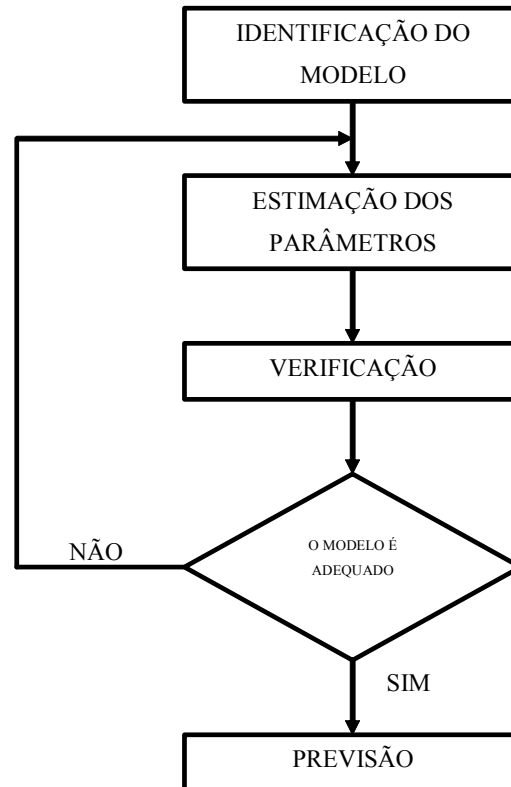 IDENTIFICAÇÃO DO
MODELO
ESTIMAÇÃO DOS
PARÂMETROS
VERIFICAÇÃO
O MODELO É
ADEQUADO
NÃO
SIM
PREVISÃO